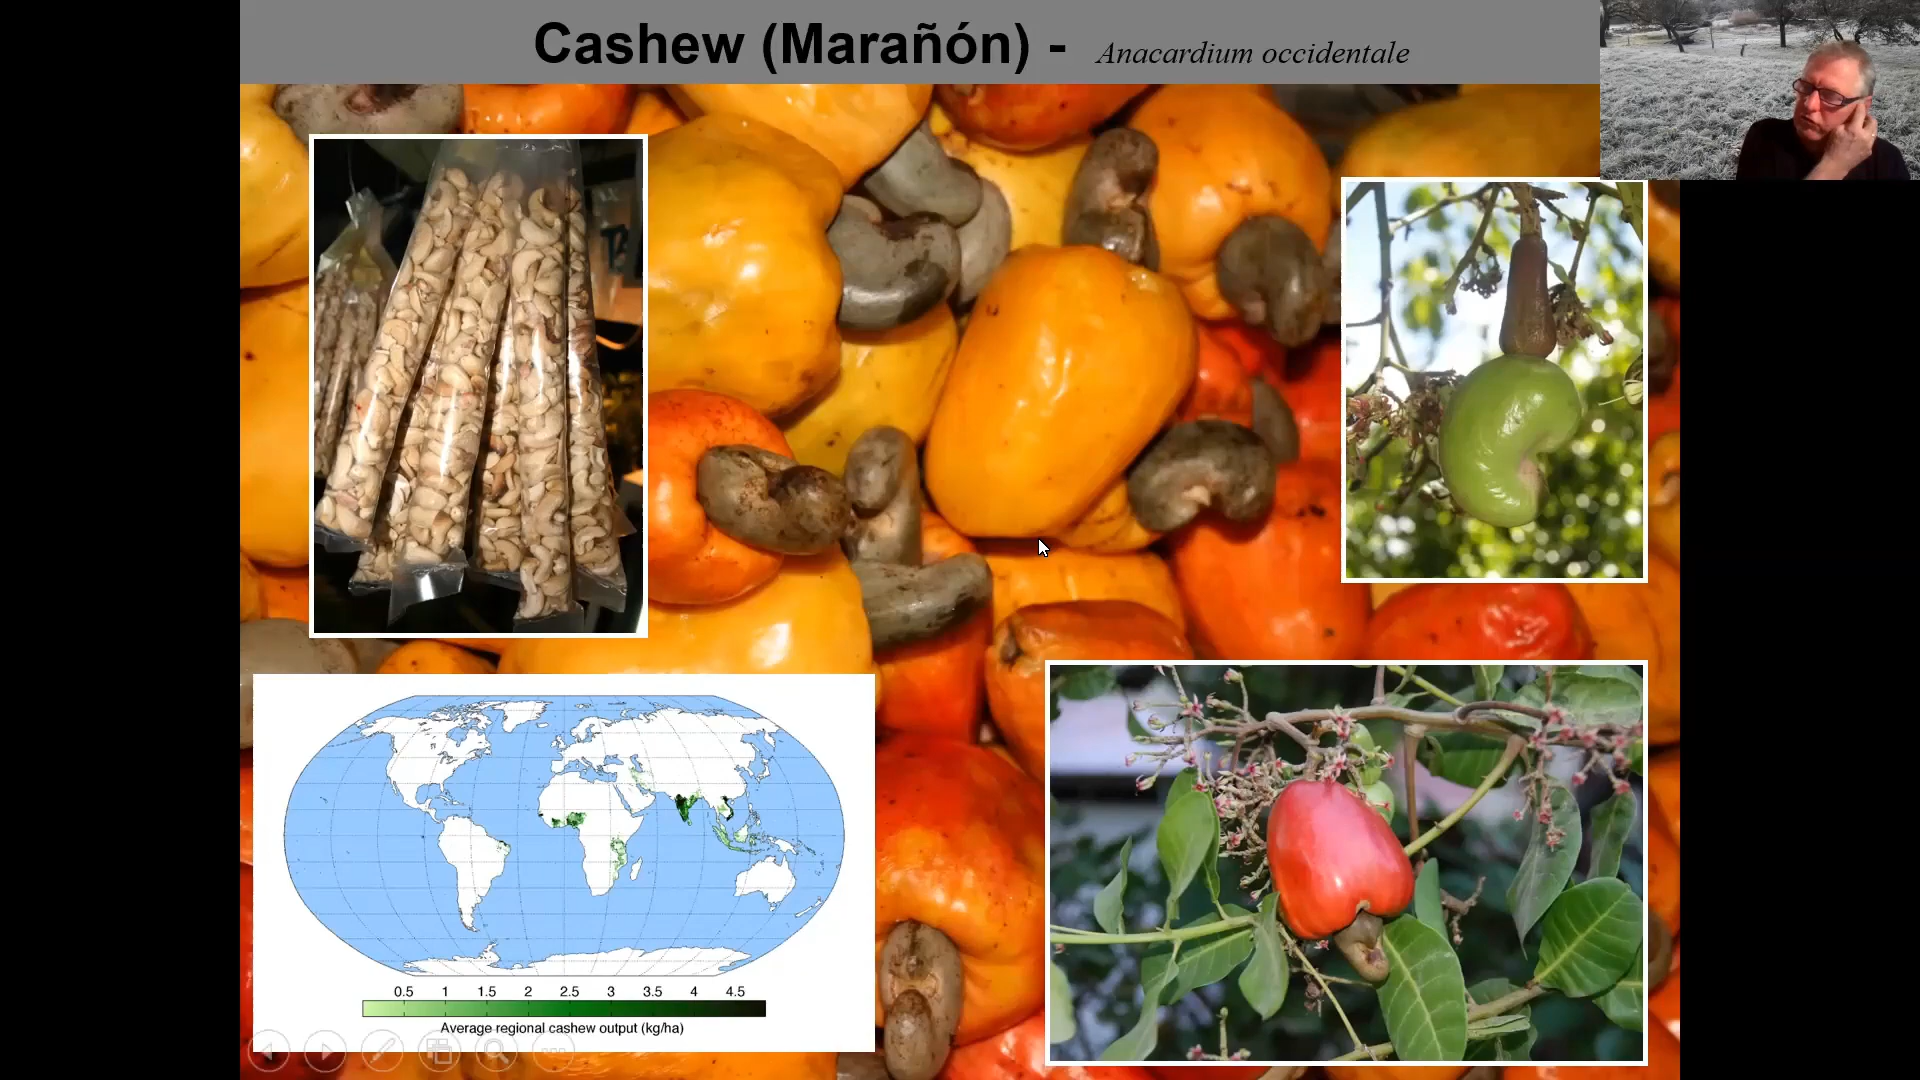 Cashew (Marañón) - Anacardium occidentale
0.5 1 1.5 2 2.5 3 3.5 4 4.5
Average regional cashew output (kg/ha)